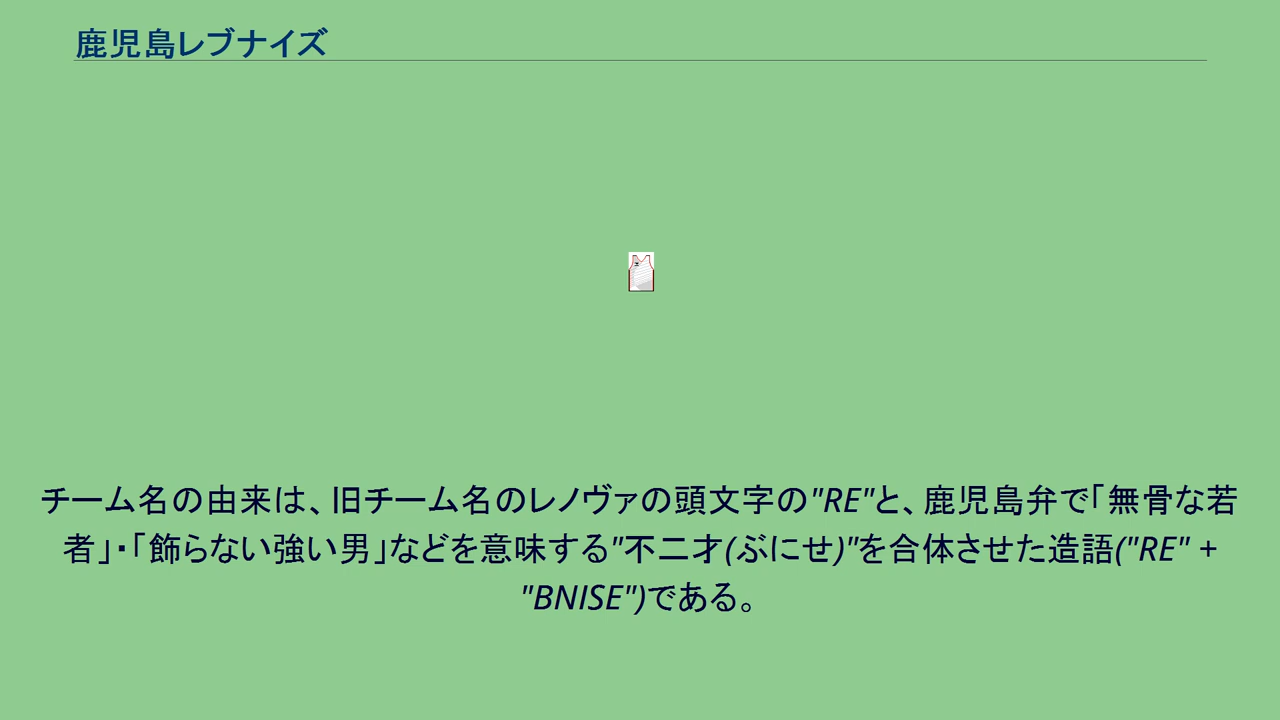 鹿児島レブナイズ
チーム名の由来は、旧チーム名のレノヴァの頭文字の"RE"と、鹿児島弁で「無骨な若
者」・「飾らない強い男」などを意味する"不二才(ぶにせ)"を合体させた造語("RE" +
"BNISE")である。